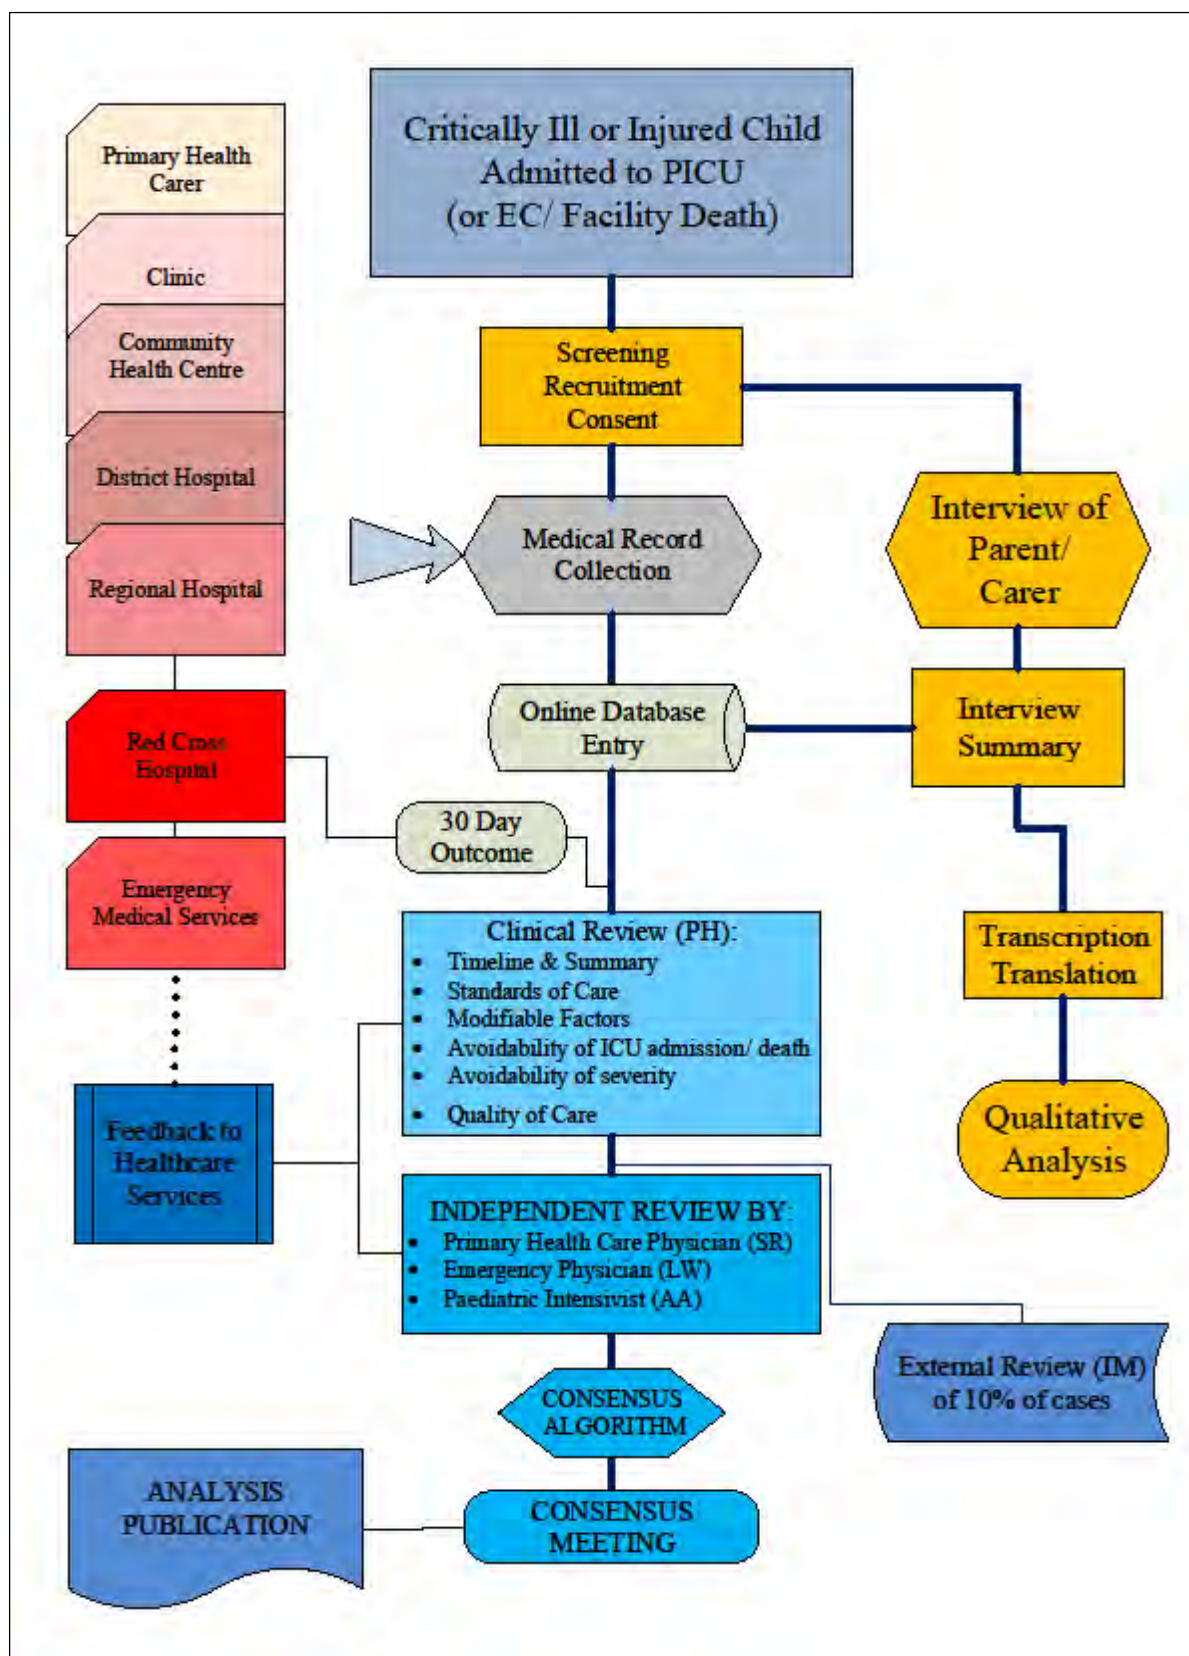 Critically Ill or Injured Child
Admitted to PICU
(or EC/ Facility Death)
Primary Health
Carer
Clinic
Community
Health Centre
District Hospital
Regional Hospital
Red Cross
Hospital
Emergency
Medical Services
Feedback to
Healthcare
Services
Screening
Recruitment
Consent
Medical Record
Collection
Online Database
Entry
30 Day
Outcome
Interview of
Parent/
Carer
Interview
Summary
Transcription
Translation
Qualitative
Analysis
Clinical Review (PH):
• Timeline & Summary
• Standards of Care
• Modifiable Factors
• Avoidability of ICU admission/ death
• Avoidability of severity
• Quality of Care
INDEPENDENT REVIEW BY:
• Primary Health Care Physician (SR)
• Emergency Physician (LW)
• Paediatric Intensivist (AA)
External Review (IM)
of 10% of cases
CONSENSUS
ALGORITHM
CONSENSUS
MEETING
ANALYSIS
PUBLICATION